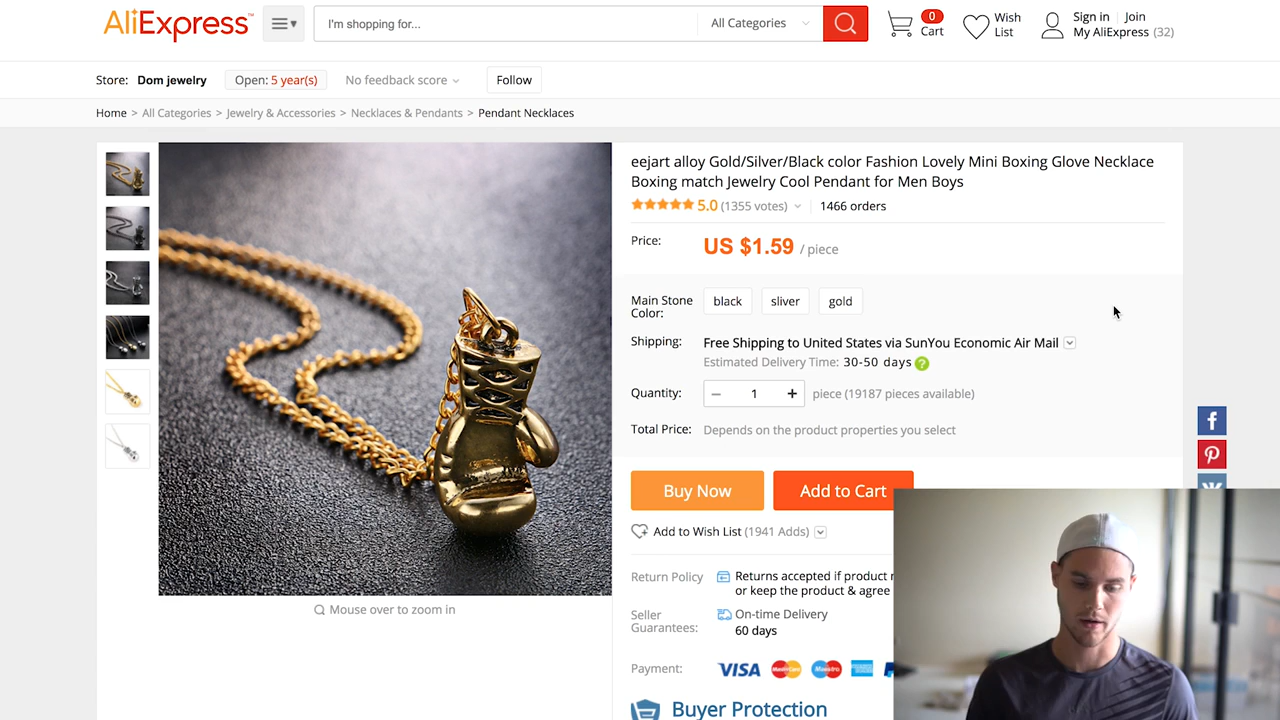 AliExpress™
I'm shopping for...
All Categories
0
Cart
Wish
List
Sign in | Join
My AliExpress (32)
Store: Dom jewelry
Open: 5 year(s)
No feedback score
Follow
Home > All Categories > Jewelry & Accessories > Necklaces & Pendants > Pendant Necklaces
eejart alloy Gold/Silver/Black color Fashion Lovely Mini Boxing Glove Necklace
Boxing match Jewelry Cool Pendant for Men Boys
5.0 (1355 votes) 1466 orders
Price: US $1.59 / piece
Main Stone
Color:
black
sliver
gold
Shipping: Free Shipping to United States via SunYou Economic Air Mail
Estimated Delivery Time: 30-50 days ?
Quantity: − 1 + piece (19187 pieces available)
Total Price: Depends on the product properties you select
Buy Now
Add to Cart
Add to Wish List (1941 Adds)
Mouse over to zoom in
Return Policy Returns accepted if product
or keep the product & agree
Seller
Guarantees:
On-time Delivery
60 days
Payment: VISA MasterCard Maestro
Buyer Protection